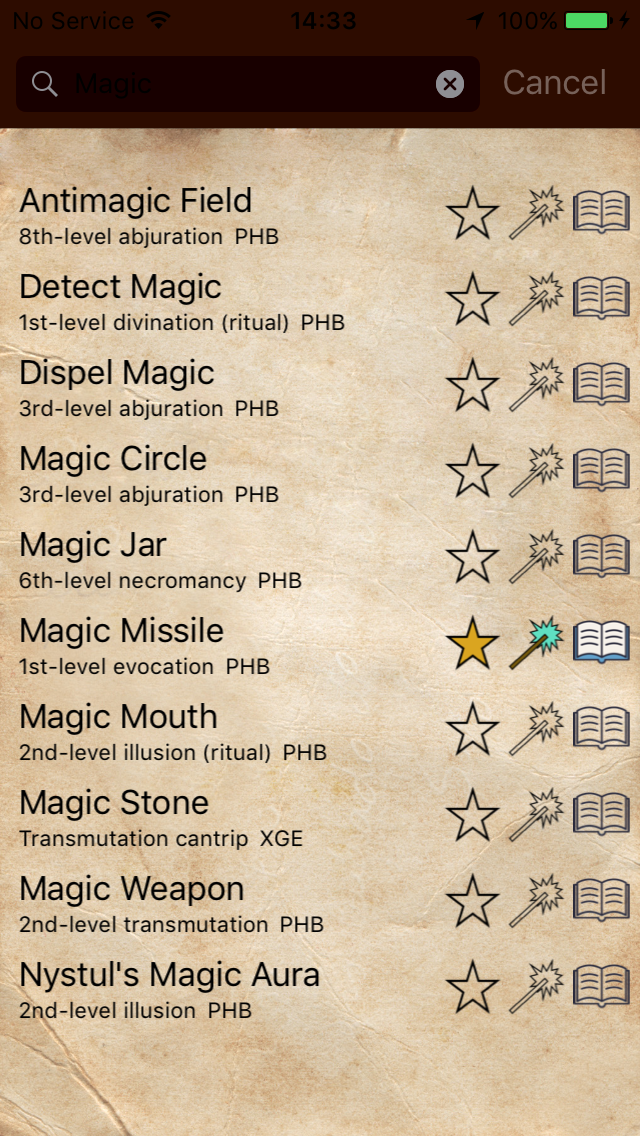 No Service 14:33 100%
Magic Cancel
Antimagic Field
8th-level abjuration PHB
Detect Magic
1st-level divination (ritual) PHB
Dispel Magic
3rd-level abjuration PHB
Magic Circle
3rd-level abjuration PHB
Magic Jar
6th-level necromancy PHB
Magic Missile
1st-level evocation PHB
Magic Mouth
2nd-level illusion (ritual) PHB
Magic Stone
Transmutation cantrip XGE
Magic Weapon
2nd-level transmutation PHB
Nystul's Magic Aura
2nd-level illusion PHB